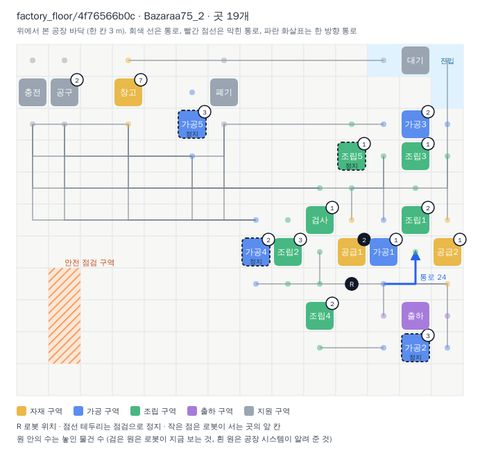 factory_floor/4f76566b0c · Bazaraa75_2 · 곳 19개
위에서 본 공장 바닥 (한 칸 3 m). 회색 선은 통로, 빨간 점선은 막힌 통로, 파란 화살표는 한 방향 통로
대기
전립
충전
공구
2
창고
7
가공5
3
정지
폐기
가공3
2
조립5
1
정지
조립3
1
검사
1
조립1
2
가공4
2
정지
조립2
3
공급1
2
가공1
1
공급2
1
안전 점검 구역
통로 24
R
조립4
2
출하
가공2
3
정지
자재 구역
가공 구역
조립 구역
출하 구역
지원 구역
R 로봇 위치 · 점선 테두리는 점검으로 정지 · 작은 점은 로봇이 서는 곳의 앞 칸
원 안의 수는 놓인 물건 수 (검은 원은 로봇이 지금 보는 것, 흰 원은 공장 시스템이 알려 준 것)